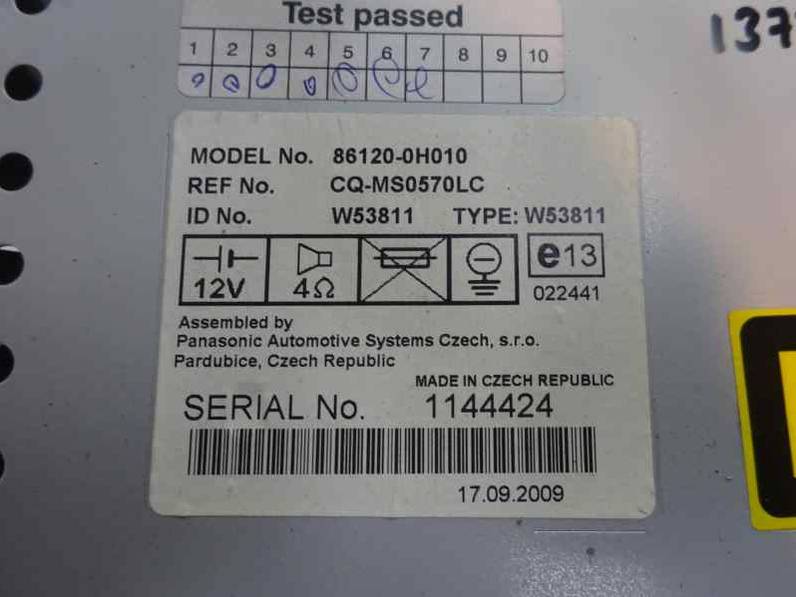 Test passed
1 2 3 4 5 6 7 8 9 10
137
MODEL No. 86120-0H010
REF No. CQ-MS0570LC
ID No. W53811 TYPE: W53811
12V 4Ω e13
022441
Assembled by
Panasonic Automotive Systems Czech, s.r.o.
Pardubice, Czech Republic
MADE IN CZECH REPUBLIC
SERIAL No. 1144424
17.09.2009